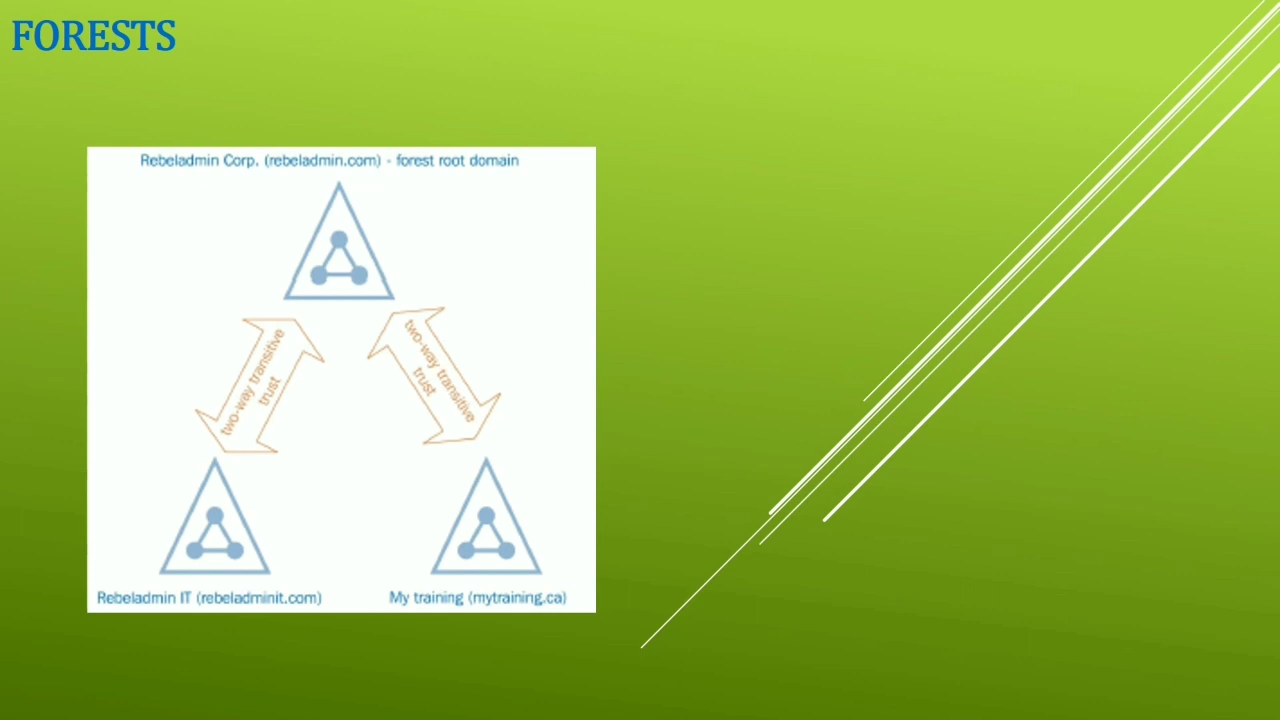 FORESTS
Rebeladmin Corp. (rebeladmin.com) - forest root domain
two-way transitive
trust
two-way transitive
trust
Rebeladmin IT (rebeladminit.com)
My training (mytraining.ca)